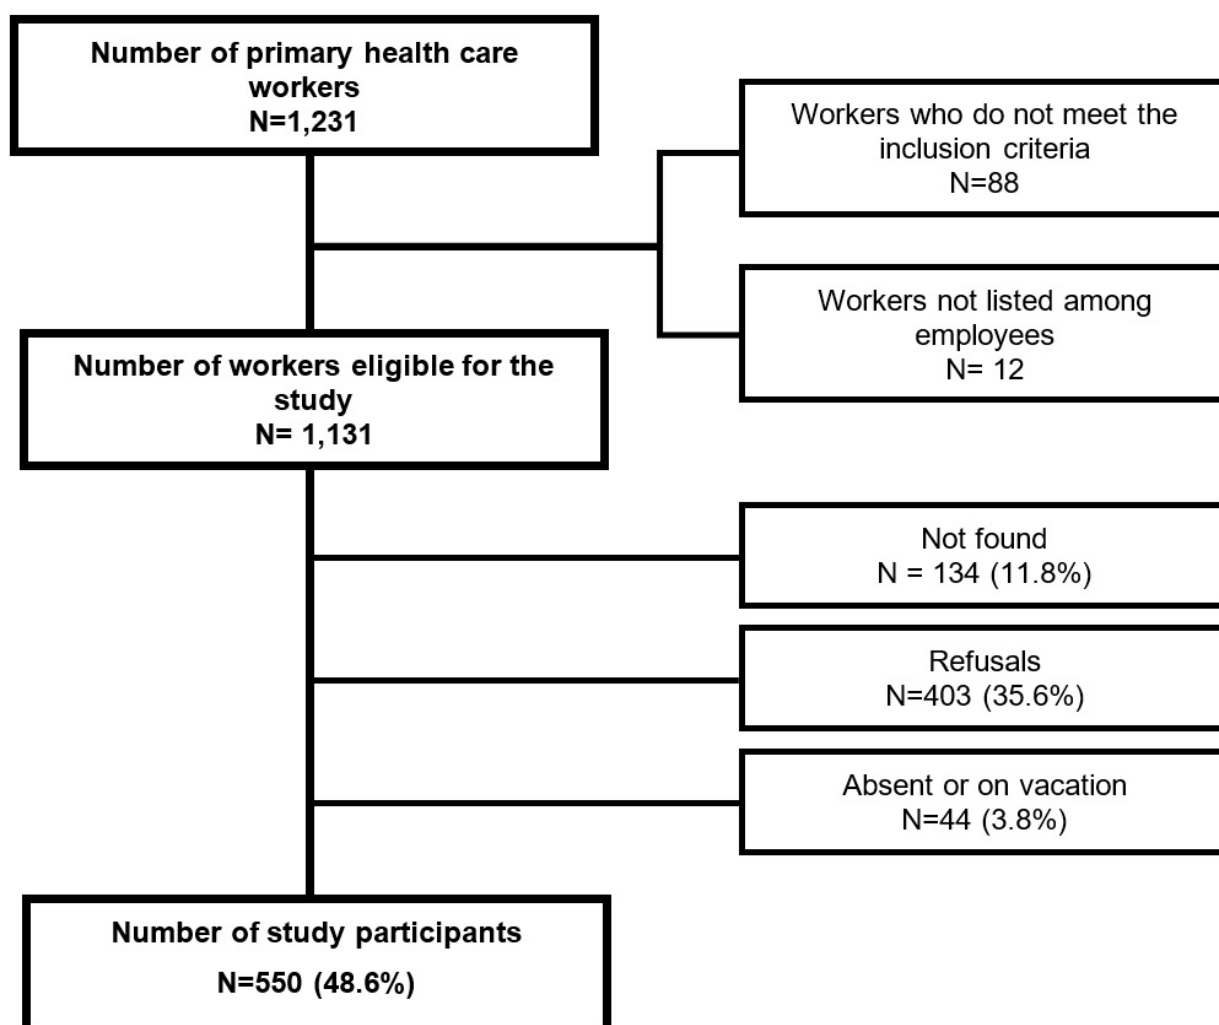 Number of primary health care
workers
N=1,231
Workers who do not meet the
inclusion criteria
N=88
Workers not listed among
employees
N= 12
Number of workers eligible for the
study
N= 1,131
Not found
N = 134 (11.8%)
Refusals
N=403 (35.6%)
Absent or on vacation
N=44 (3.8%)
Number of study participants
N=550 (48.6%)